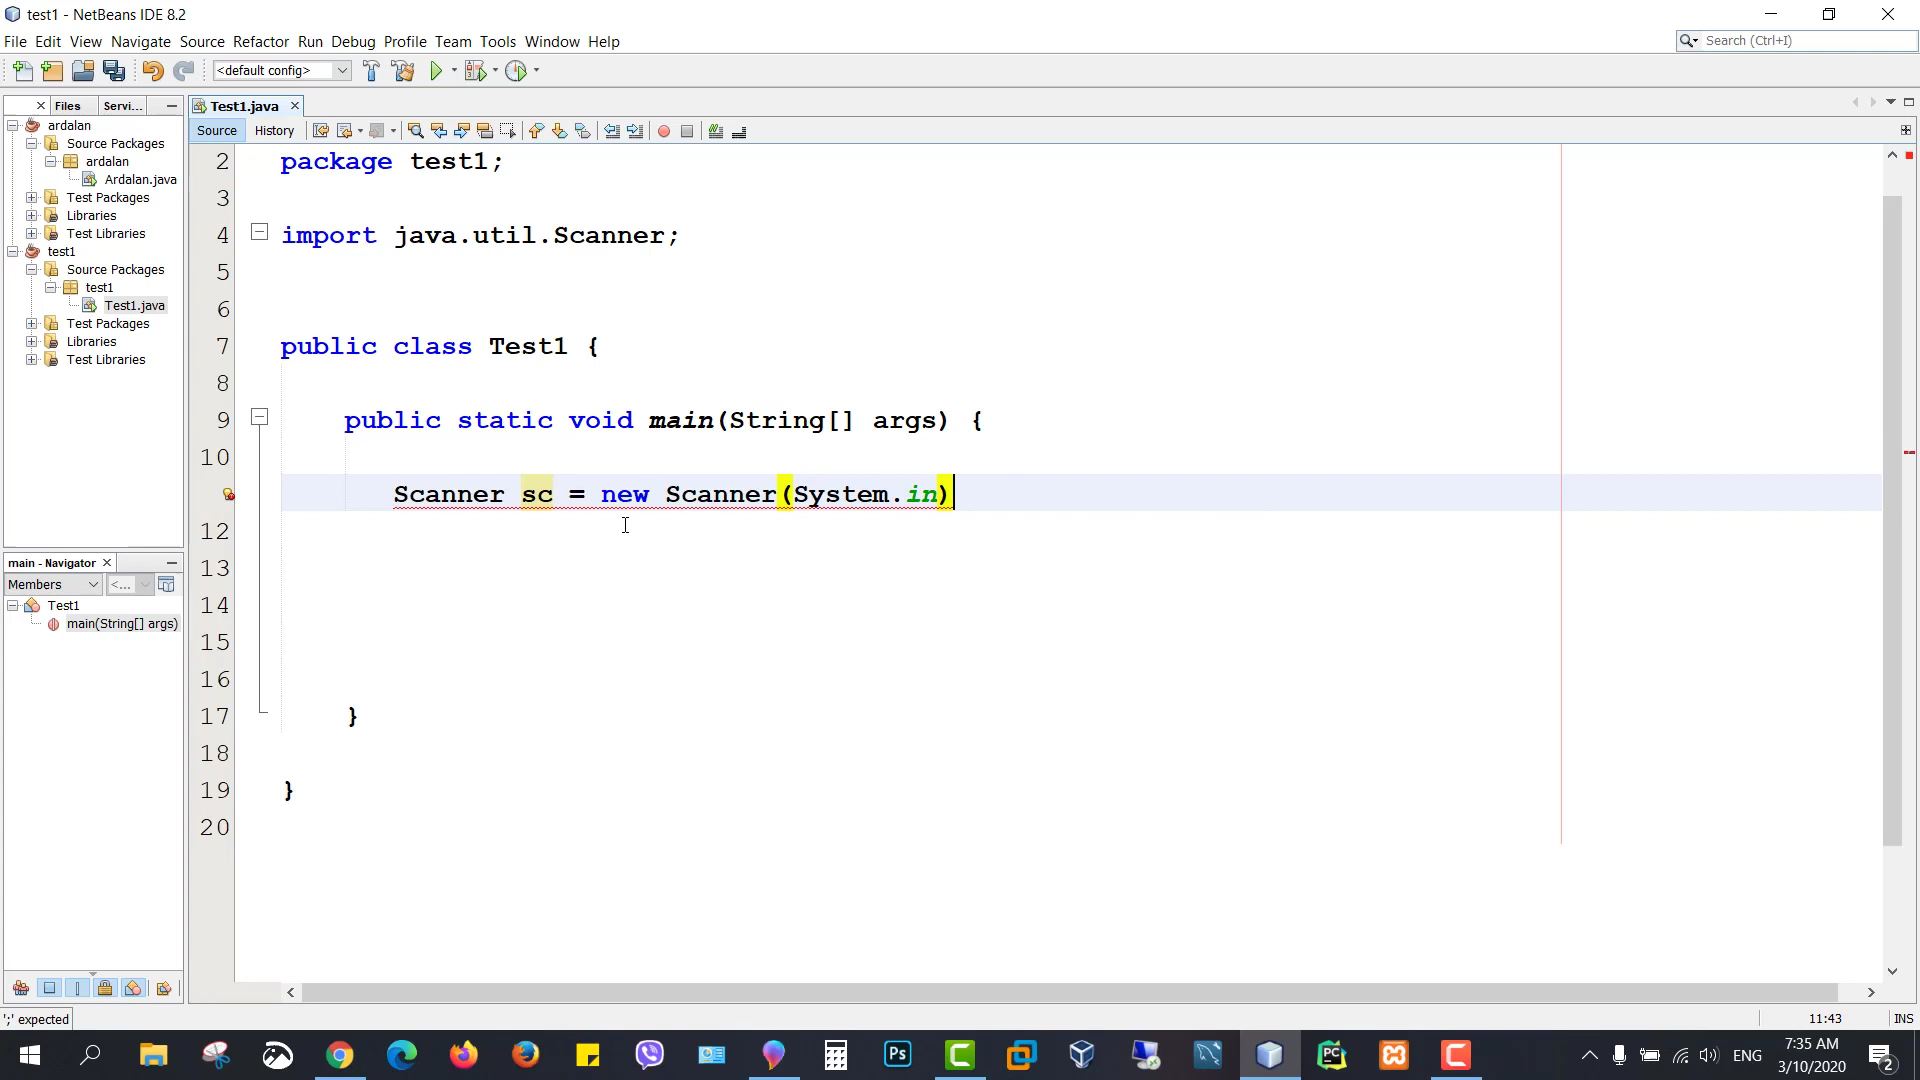 test1 - NetBeans IDE 8.2
File Edit View Navigate Source Refactor Run Debug Profile Team Tools Window Help
Search (Ctrl+I)
<default config>
Files Servi...
Test1.java
ardalan
Source Packages
ardalan
Ardalan.java
Test Packages
Libraries
Test Libraries
test1
Source Packages
test1
Test1.java
Test Packages
Libraries
Test Libraries
Source History
2 package test1;
3
4 import java.util.Scanner;
5
6
7 public class Test1 {
8
9 public static void main(String[] args) {
10
Scanner sc = new Scanner(System.in)
12
13
14
15
16
17 }
18
19 }
20
main - Navigator
Members <...
Test1
main(String[] args)
';' expected
11:43 INS
Ps
PC
ENG
7:35 AM
3/10/2020
2